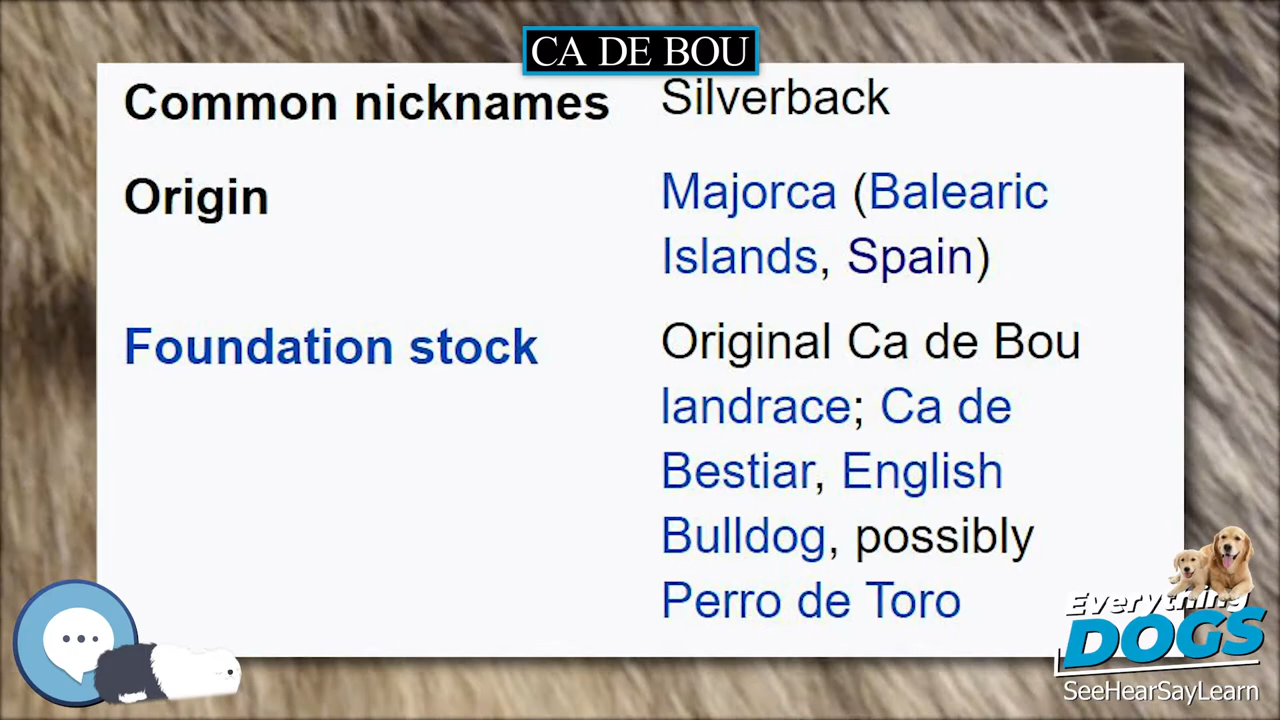 CA DE BOU
Common nicknames Silverback
Origin Majorca (Balearic
Islands, Spain)
Foundation stock Original Ca de Bou
landrace; Ca de
Bestiar, English
Bulldog, possibly
Perro de Toro
Everything
DOGS
SeeHearSayLearn